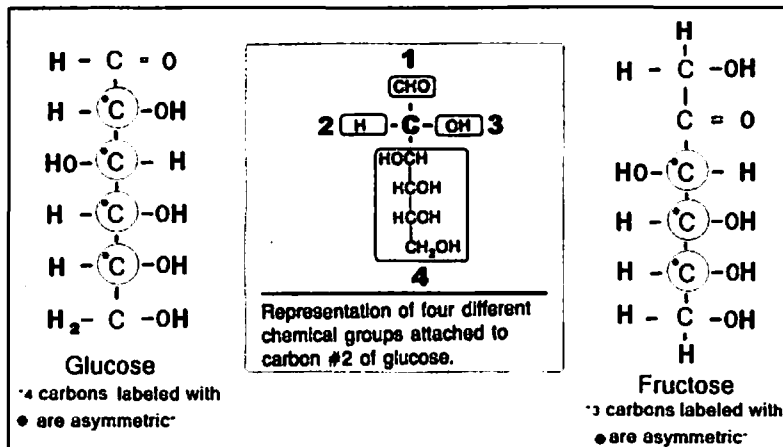 H - C = O
H - C - OH
HO - C - H
H - C - OH
H - C - OH
H2 - C - OH
Glucose
"4 carbons labeled with
● are asymmetric"
1
CHO
2 H - C - OH 3
HOCH
HCOH
HCOH
CH2OH
4
Representation of four different
chemical groups attached to
carbon #2 of glucose.
H
H - C - OH
C = O
HO - C - H
H - C - OH
H - C - OH
H - C - OH
H
Fructose
"3 carbons labeled with
● are asymmetric"